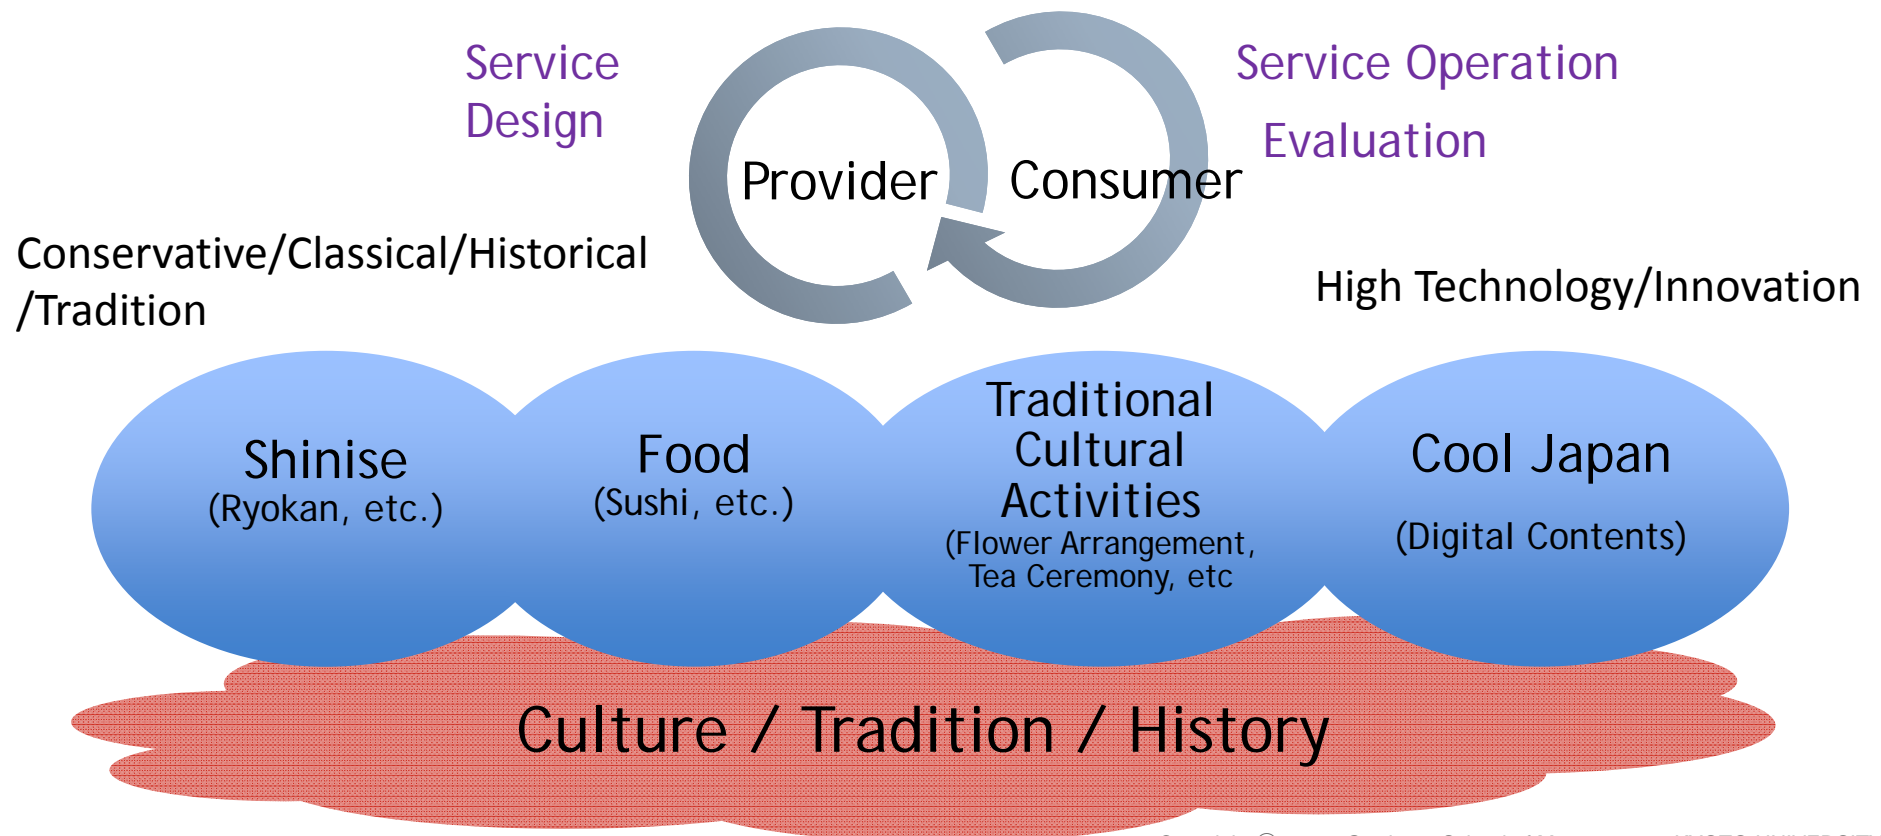 Service
Design
Service Operation
Evaluation
Provider
Consumer
Conservative/Classical/Historical
/Tradition
High Technology/Innovation
Shinise
(Ryokan, etc.)
Food
(Sushi, etc.)
Traditional
Cultural
Activities
(Flower Arrangement,
Tea Ceremony, etc
Cool Japan
(Digital Contents)
Culture / Tradition / History